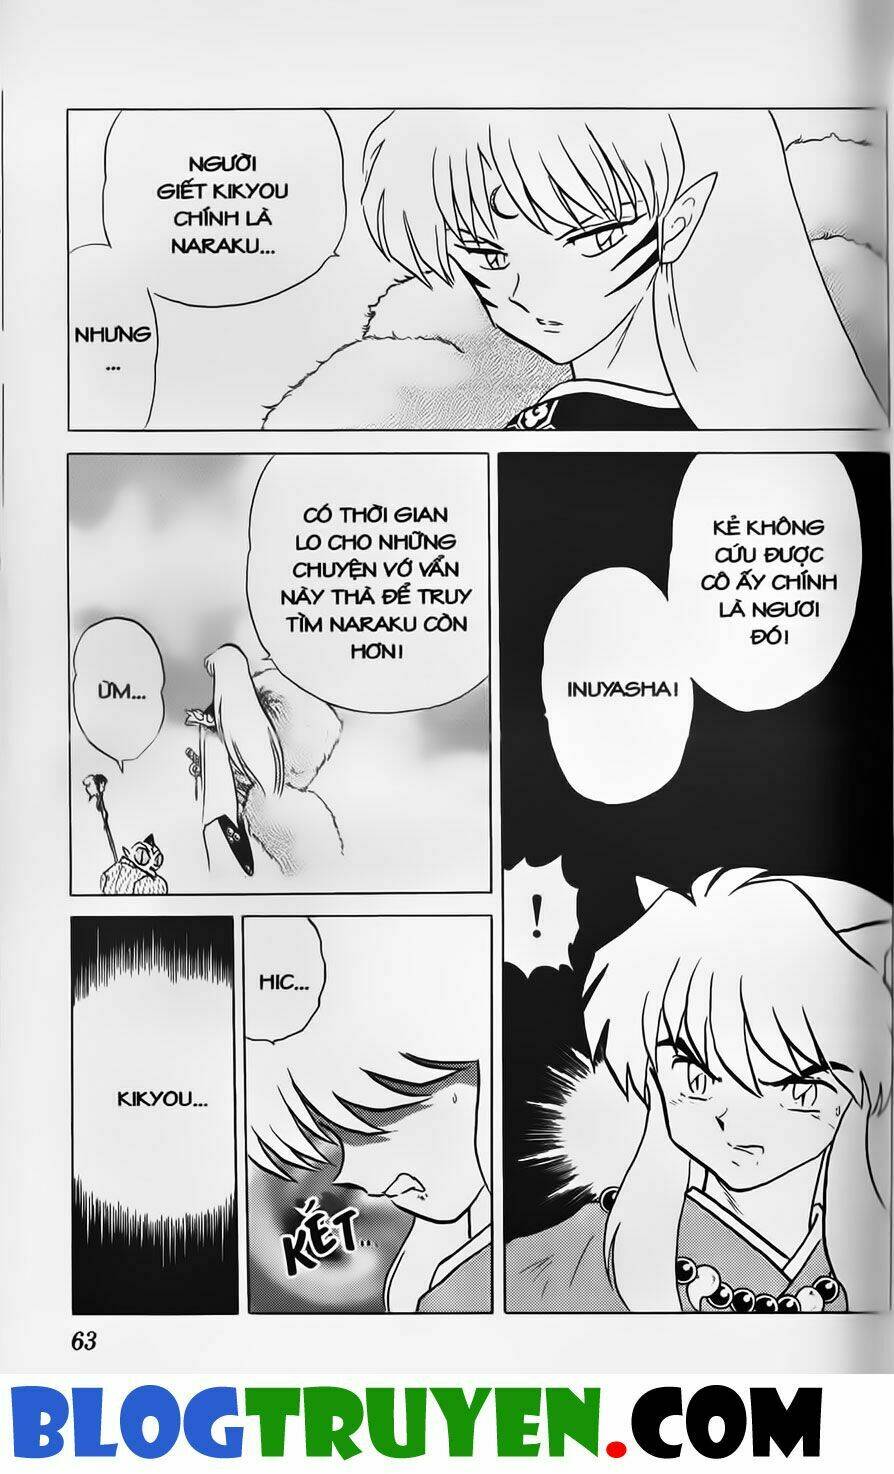 NGƯỜI
GIẾT KIKYOU
CHÍNH LÀ
NARAKU...
NHƯNG
...
KẺ KHÔNG
CỨU ĐƯỢC
CÔ ẤY CHÍNH
LÀ NGƯƠI
ĐÓ!
INUYASHA!
!
CÓ THỜI GIAN
LO CHO NHỮNG
CHUYỆN VỚ VẨN
NÀY THÀ ĐỂ TRUY
TÌM NARAKU CÒN
HƠN!
ỪM...
HIC...
KÉT..
KIKYOU...
63
BLOGTRUYEN.COM